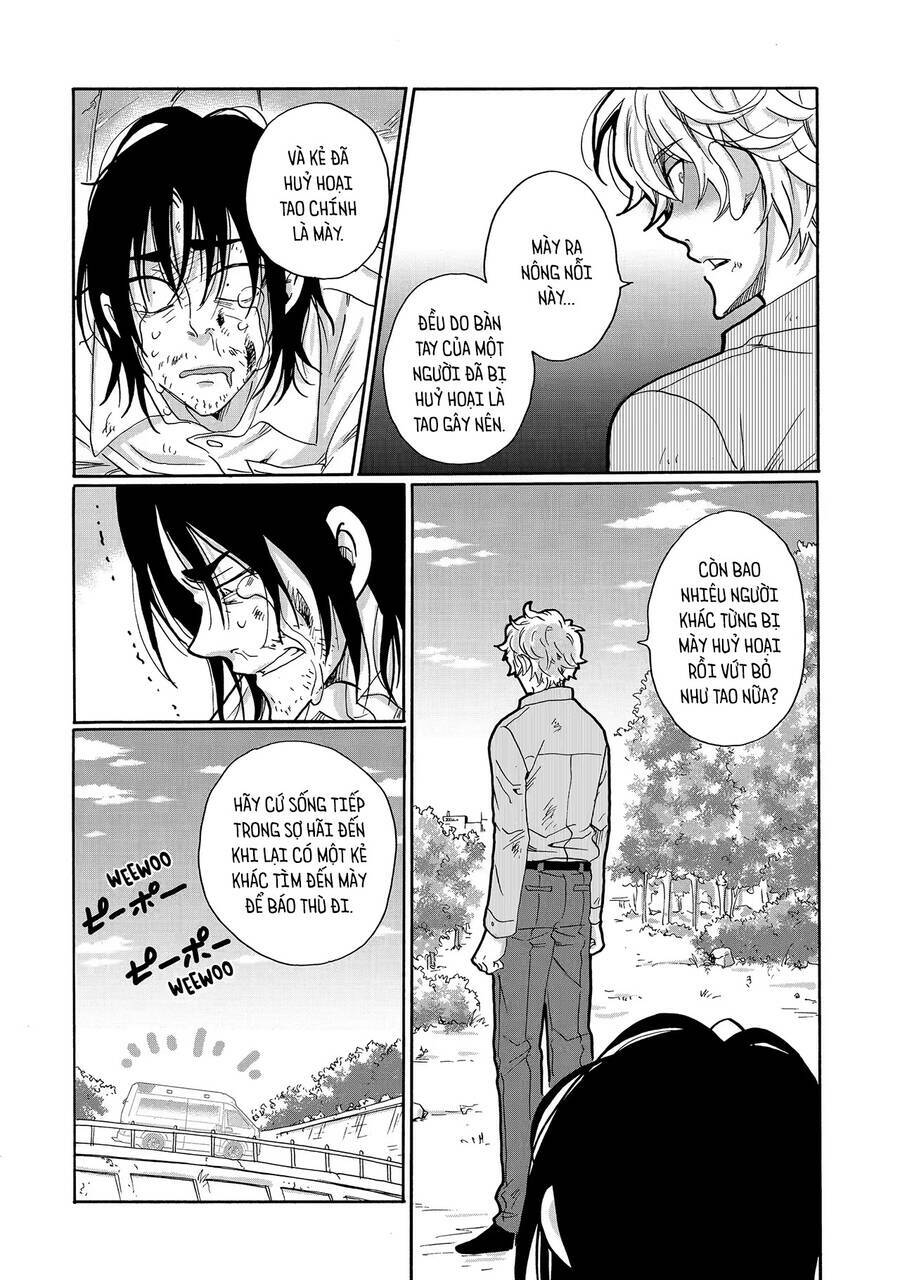 MÀY RA
NÔNG NỖI
NÀY...
ĐỀU DO BÀN
TAY CỦA MỘT
NGƯỜI ĐÃ BỊ
HUỶ HOẠI LÀ
TAO GÂY NÊN.
VÀ KẺ ĐÃ
HUỶ HOẠI
TAO CHÍNH
LÀ MÀY.
CÒN BAO
NHIÊU NGƯỜI
KHÁC TỪNG BỊ
MÀY HUỶ HOẠI
RỒI VỨT BỎ
NHƯ TAO NỮA?
HÃY CỨ SỐNG TIẾP
TRONG SỢ HÃI ĐẾN
KHI LẠI CÓ MỘT KẺ
KHÁC TÌM ĐẾN MÀY
ĐỂ BÁO THÙ ĐI.
WEEWOO
ピーポー
ピーポー
WEEWOO